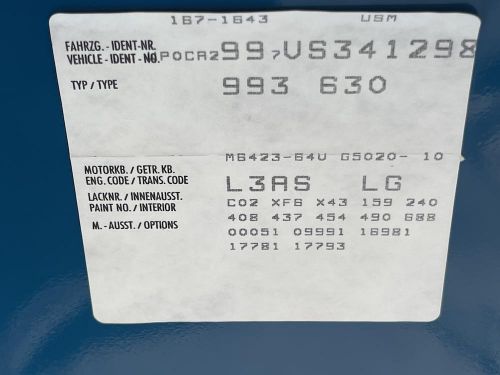 167-1643 USM
FAHRZG.-IDENT-NR.
VEHICLE-IDENT-NO. POCA299,VS341298
TYP/TYPE 993 630
M6423-64U G5020-10
MOTORKB./GETR.KB.
ENG.CODE/TRANS.CODE L3AS LG
LACKNR./INNENAUSST. C02 XF6 X43 159 240
PAINT NO./INTERIOR 408 437 454 490 688
M.-AUSST./OPTIONS 00051 09991 16981
17781 17793